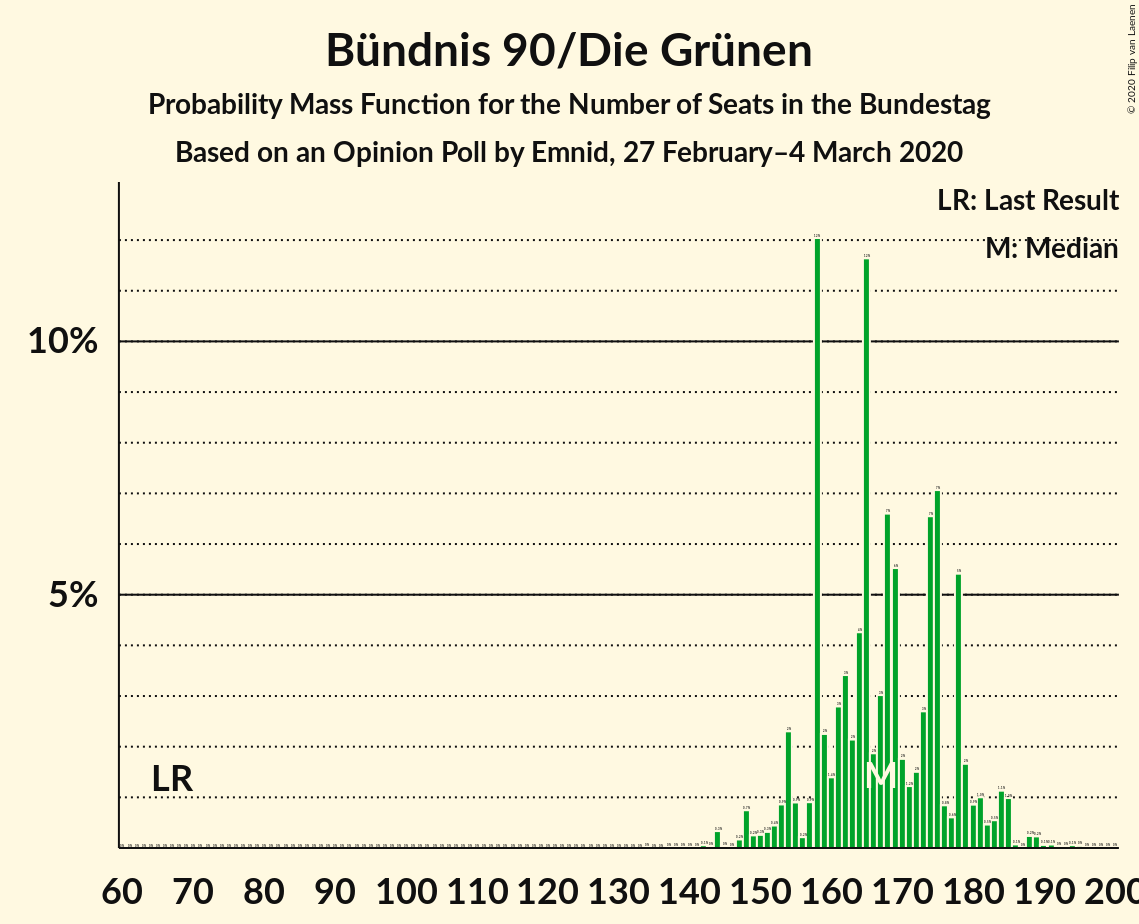 © 2020 Filip van Laenen
Bündnis 90/Die Grünen
Probability Mass Function for the Number of Seats in the Bundestag
Based on an Opinion Poll by Emnid, 27 February–4 March 2020
LR: Last Result
M: Median
10%
5%
LR
M
60 70 80 90 100 110 120 130 140 150 160 170 180 190 200